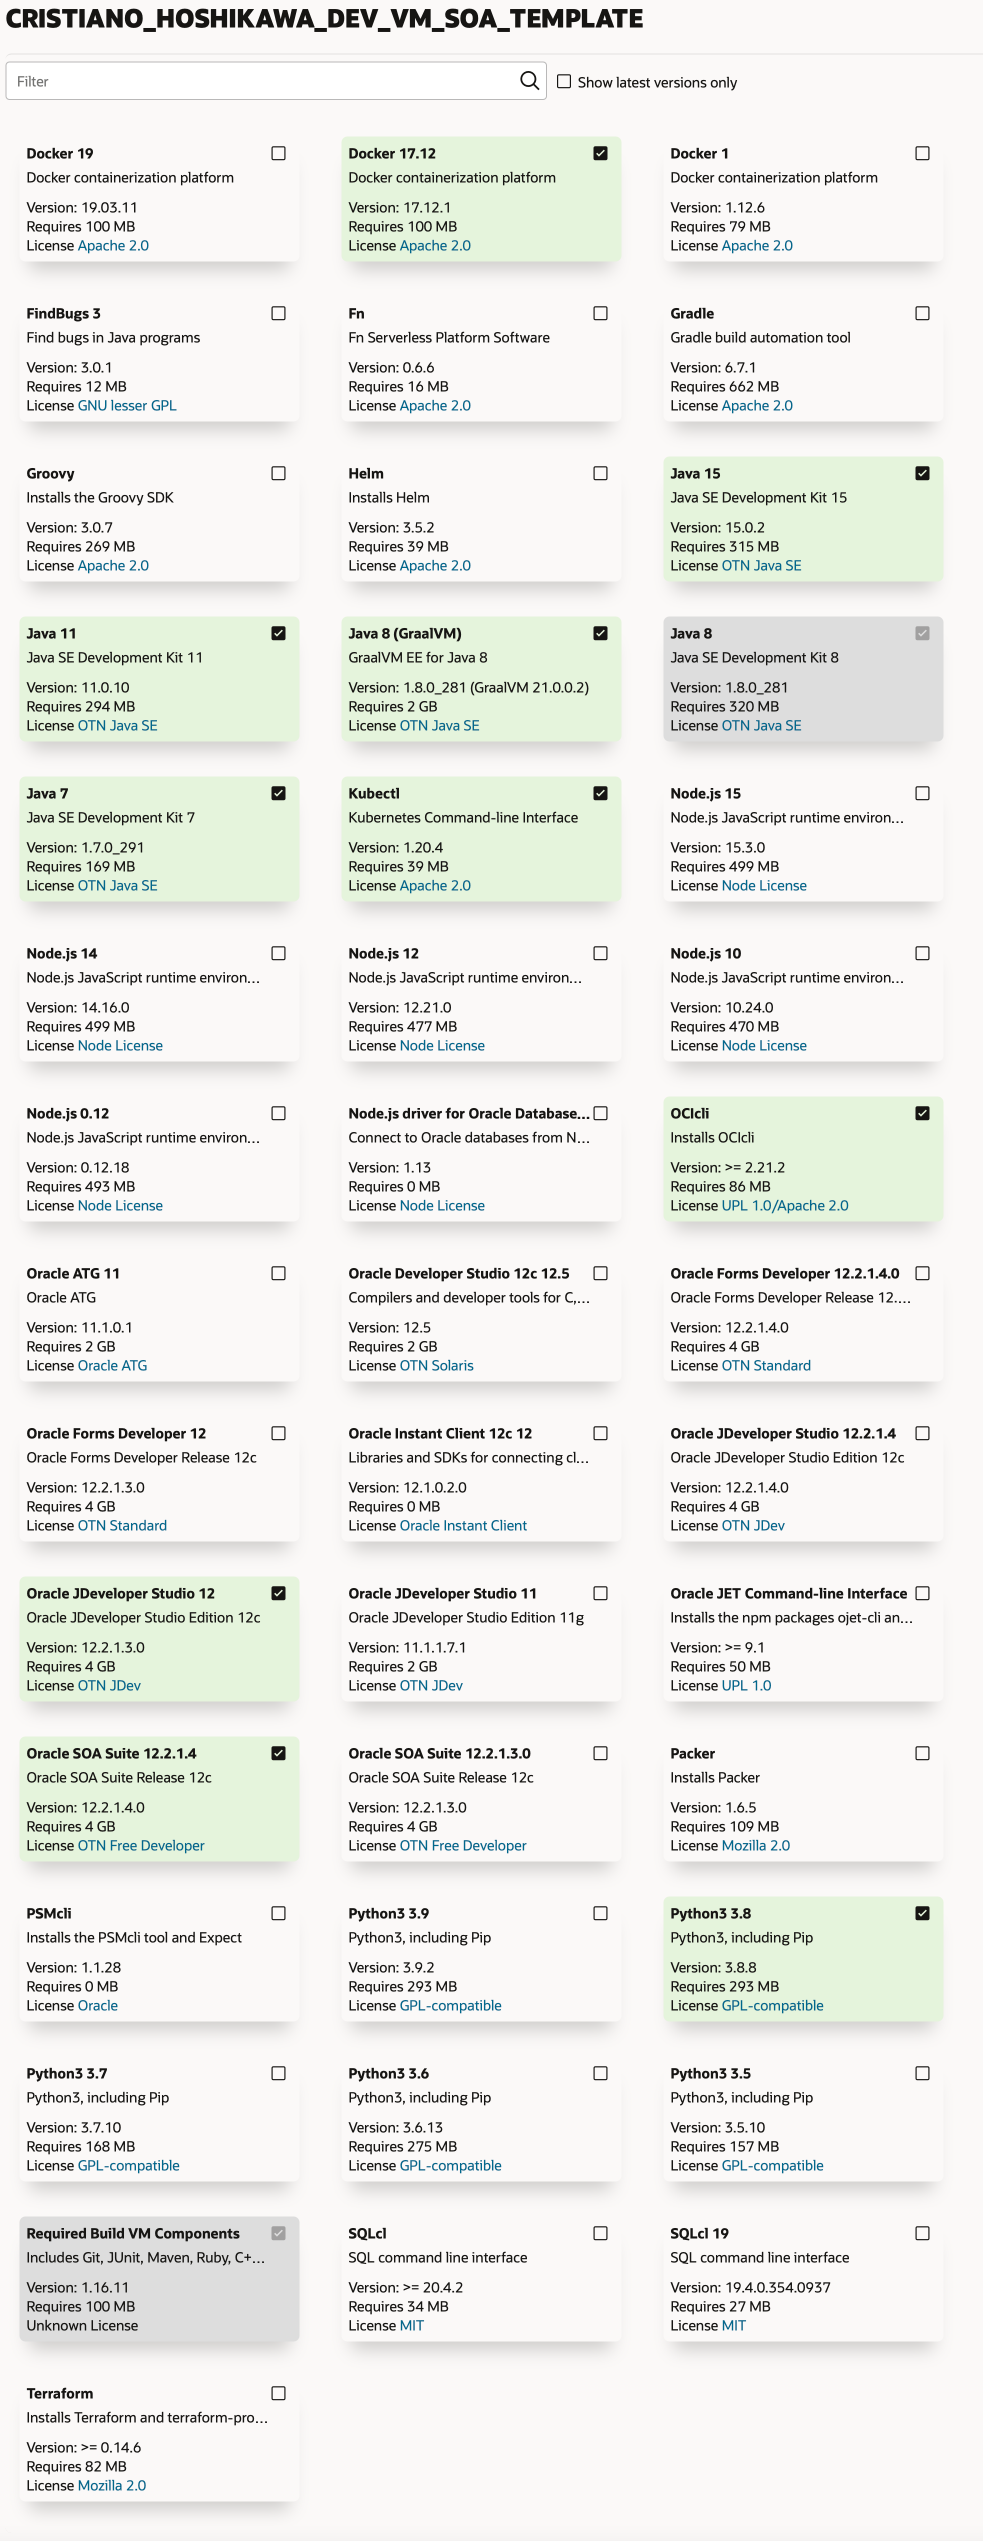 CRISTIANO_HOSHIKAWA_DEV_VM_SOA_TEMPLATE
Filter
Show latest versions only
Docker 19
Docker containerization platform
Version: 19.03.11
Requires 100 MB
License Apache 2.0
Docker 17.12
Docker containerization platform
Version: 17.12.1
Requires 100 MB
License Apache 2.0
Docker 1
Docker containerization platform
Version: 1.12.6
Requires 79 MB
License Apache 2.0
FindBugs 3
Find bugs in Java programs
Version: 3.0.1
Requires 12 MB
License GNU lesser GPL
Fn
Fn Serverless Platform Software
Version: 0.6.6
Requires 16 MB
License Apache 2.0
Gradle
Gradle build automation tool
Version: 6.7.1
Requires 662 MB
License Apache 2.0
Groovy
Installs the Groovy SDK
Version: 3.0.7
Requires 269 MB
License Apache 2.0
Helm
Installs Helm
Version: 3.5.2
Requires 39 MB
License Apache 2.0
Java 15
Java SE Development Kit 15
Version: 15.0.2
Requires 315 MB
License OTN Java SE
Java 11
Java SE Development Kit 11
Version: 11.0.10
Requires 294 MB
License OTN Java SE
Java 8 (GraalVM)
GraalVM EE for Java 8
Version: 1.8.0_281 (GraalVM 21.0.0.2)
Requires 2 GB
License OTN Java SE
Java 8
Java SE Development Kit 8
Version: 1.8.0_281
Requires 320 MB
License OTN Java SE
Java 7
Java SE Development Kit 7
Version: 1.7.0_291
Requires 169 MB
License OTN Java SE
Kubectl
Kubernetes Command-line Interface
Version: 1.20.4
Requires 39 MB
License Apache 2.0
Node.js 15
Node.js JavaScript runtime environ...
Version: 15.3.0
Requires 499 MB
License Node License
Node.js 14
Node.js JavaScript runtime environ...
Version: 14.16.0
Requires 499 MB
License Node License
Node.js 12
Node.js JavaScript runtime environ...
Version: 12.21.0
Requires 477 MB
License Node License
Node.js 10
Node.js JavaScript runtime environ...
Version: 10.24.0
Requires 470 MB
License Node License
Node.js 0.12
Node.js JavaScript runtime environ...
Version: 0.12.18
Requires 493 MB
License Node License
Node.js driver for Oracle Database...
Connect to Oracle databases from N...
Version: 1.13
Requires 0 MB
License Node License
OCIcli
Installs OCIcli
Version: >= 2.21.2
Requires 86 MB
License UPL 1.0/Apache 2.0
Oracle ATG 11
Oracle ATG
Version: 11.1.0.1
Requires 2 GB
License Oracle ATG
Oracle Developer Studio 12c 12.5
Compilers and developer tools for C,...
Version: 12.5
Requires 2 GB
License OTN Solaris
Oracle Forms Developer 12.2.1.4.0
Oracle Forms Developer Release 12....
Version: 12.2.1.4.0
Requires 4 GB
License OTN Standard
Oracle Forms Developer 12
Oracle Forms Developer Release 12c
Version: 12.2.1.3.0
Requires 4 GB
License OTN Standard
Oracle Instant Client 12c 12
Libraries and SDKs for connecting cl...
Version: 12.1.0.2.0
Requires 0 MB
License Oracle Instant Client
Oracle JDeveloper Studio 12.2.1.4
Oracle JDeveloper Studio Edition 12c
Version: 12.2.1.4.0
Requires 4 GB
License OTN JDev
Oracle JDeveloper Studio 12
Oracle JDeveloper Studio Edition 12c
Version: 12.2.1.3.0
Requires 4 GB
License OTN JDev
Oracle JDeveloper Studio 11
Oracle JDeveloper Studio Edition 11g
Version: 11.1.1.7.1
Requires 2 GB
License OTN JDev
Oracle JET Command-line Interface
Installs the npm packages ojet-cli an...
Version: >= 9.1
Requires 50 MB
License UPL 1.0
Oracle SOA Suite 12.2.1.4
Oracle SOA Suite Release 12c
Version: 12.2.1.4.0
Requires 4 GB
License OTN Free Developer
Oracle SOA Suite 12.2.1.3.0
Oracle SOA Suite Release 12c
Version: 12.2.1.3.0
Requires 4 GB
License OTN Free Developer
Packer
Installs Packer
Version: 1.6.5
Requires 109 MB
License Mozilla 2.0
PSMcli
Installs the PSMcli tool and Expect
Version: 1.1.28
Requires 0 MB
License Oracle
Python3 3.9
Python3, including Pip
Version: 3.9.2
Requires 293 MB
License GPL-compatible
Python3 3.8
Python3, including Pip
Version: 3.8.8
Requires 293 MB
License GPL-compatible
Python3 3.7
Python3, including Pip
Version: 3.7.10
Requires 168 MB
License GPL-compatible
Python3 3.6
Python3, including Pip
Version: 3.6.13
Requires 275 MB
License GPL-compatible
Python3 3.5
Python3, including Pip
Version: 3.5.10
Requires 157 MB
License GPL-compatible
Required Build VM Components
Includes Git, JUnit, Maven, Ruby, C+...
Version: 1.16.11
Requires 100 MB
Unknown License
SQLcl
SQL command line interface
Version: >= 20.4.2
Requires 34 MB
License MIT
SQLcl 19
SQL command line interface
Version: 19.4.0.354.0937
Requires 27 MB
License MIT
Terraform
Installs Terraform and terraform-pro...
Version: >= 0.14.6
Requires 82 MB
License Mozilla 2.0